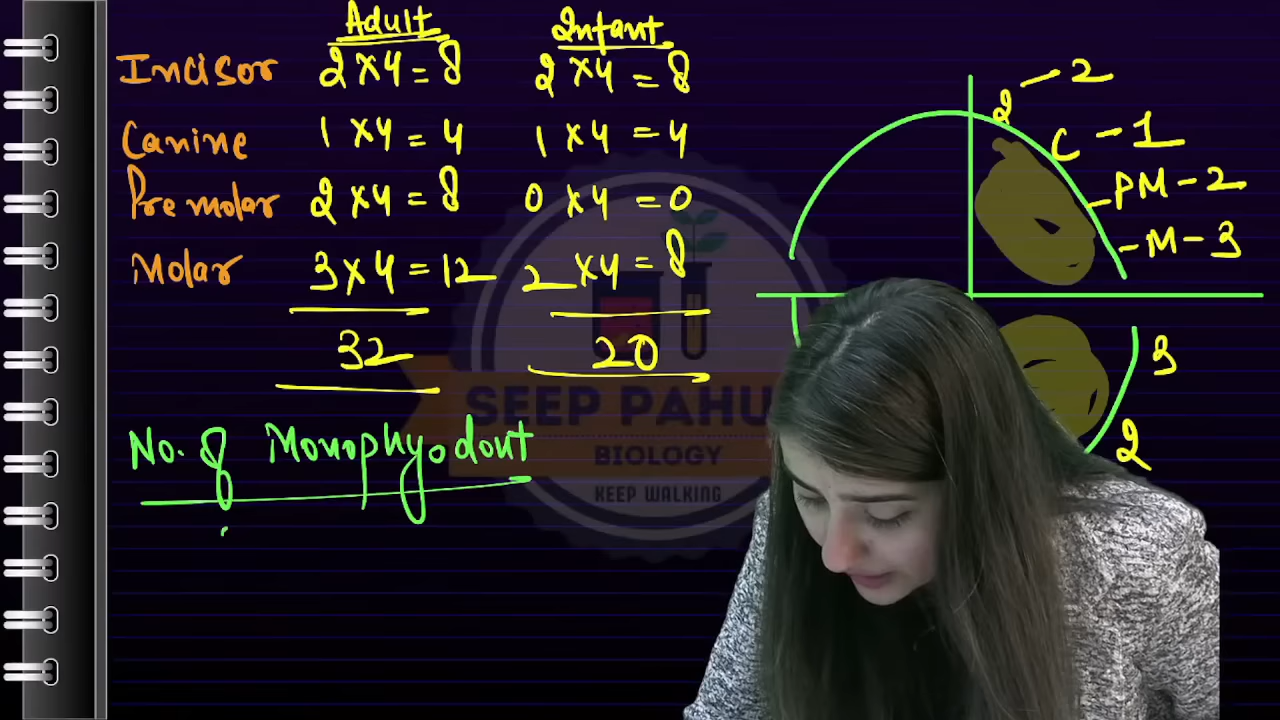 Adult Infant
Incisor 2 x 4 = 8 2 x 4 = 8
Canine 1 x 4 = 4 1 x 4 = 4
Pre molar 2 x 4 = 8 0 x 4 = 0
Molar 3 x 4 = 12 2 x 4 = 8
32 20
No. of Monophyodont
2 - 2
C - 1
- PM - 2
- M - 3
3
2
SEEP PAHU
BIOLOGY
KEEP WALKING